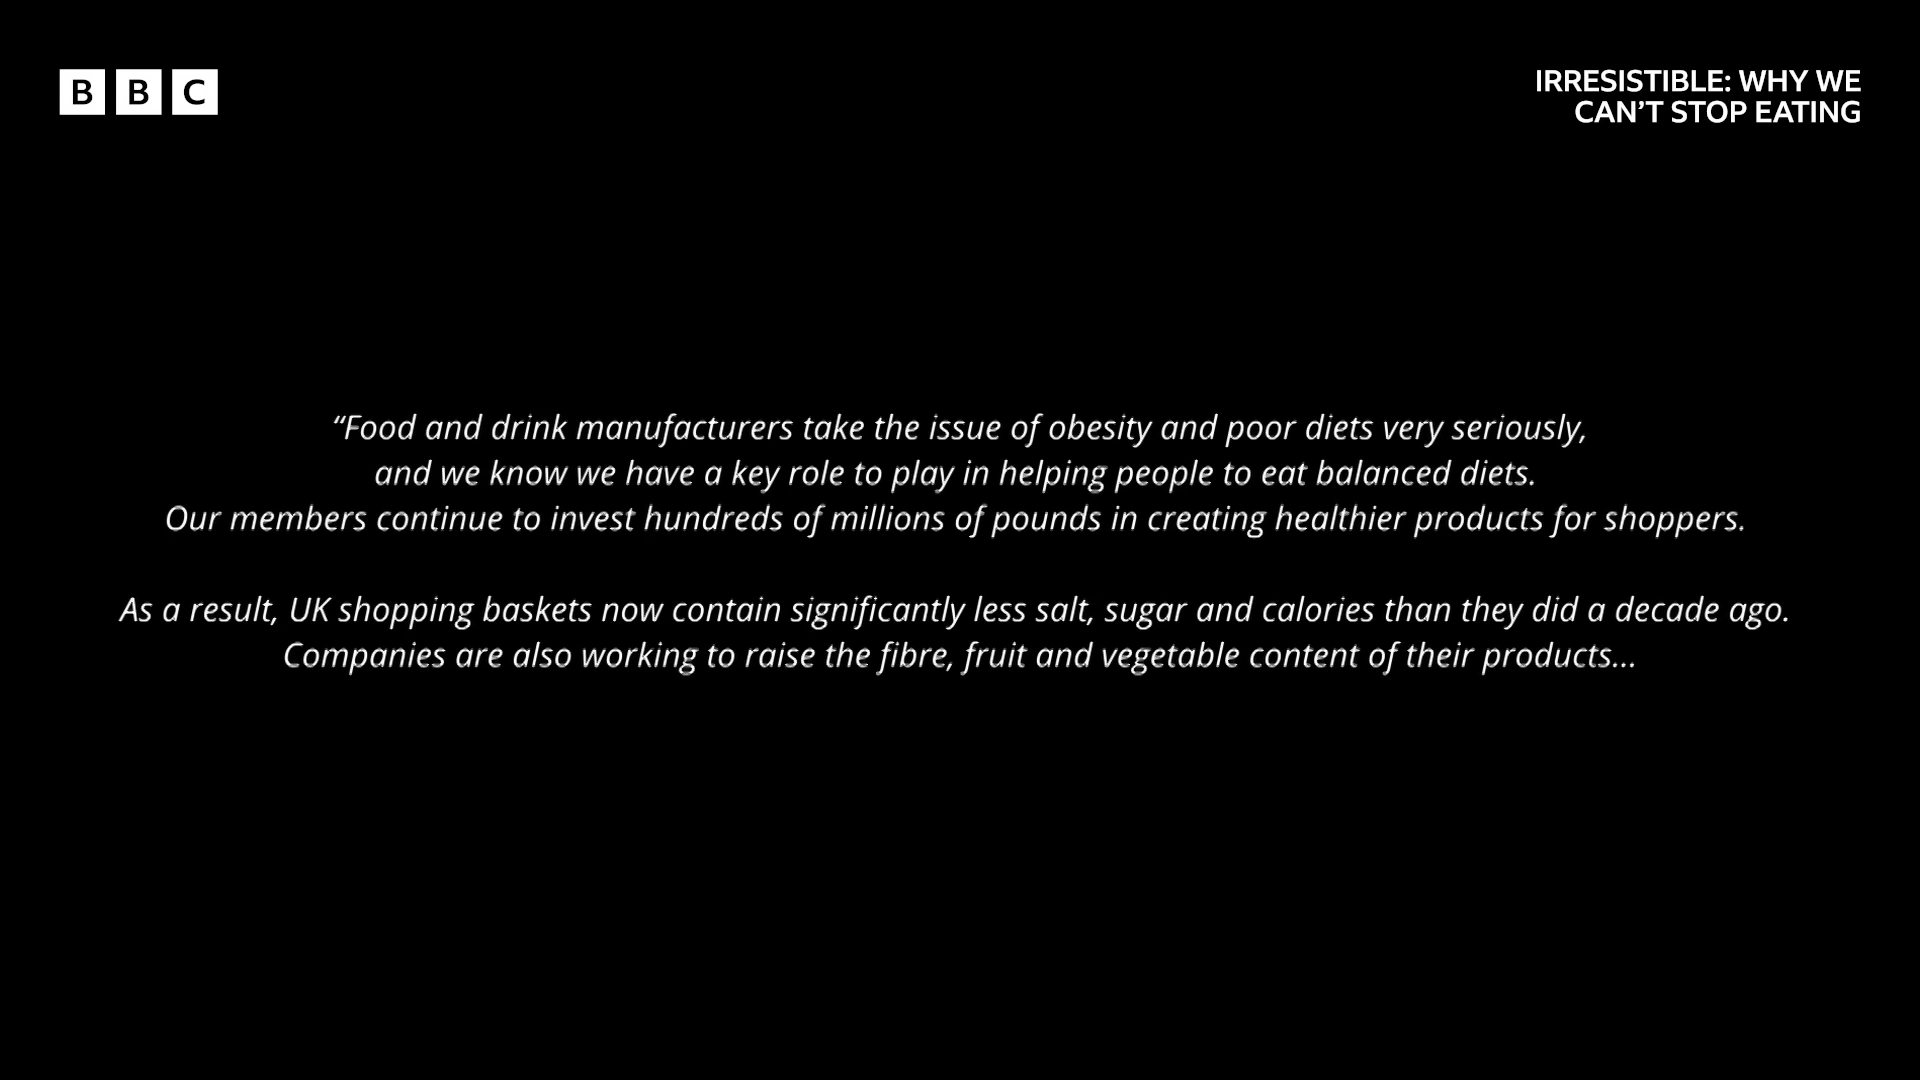 BBC
IRRESISTIBLE: WHY WE
CAN’T STOP EATING
“Food and drink manufacturers take the issue of obesity and poor diets very seriously,
and we know we have a key role to play in helping people to eat balanced diets.
Our members continue to invest hundreds of millions of pounds in creating healthier products for shoppers.
As a result, UK shopping baskets now contain significantly less salt, sugar and calories than they did a decade ago.
Companies are also working to raise the fibre, fruit and vegetable content of their products...